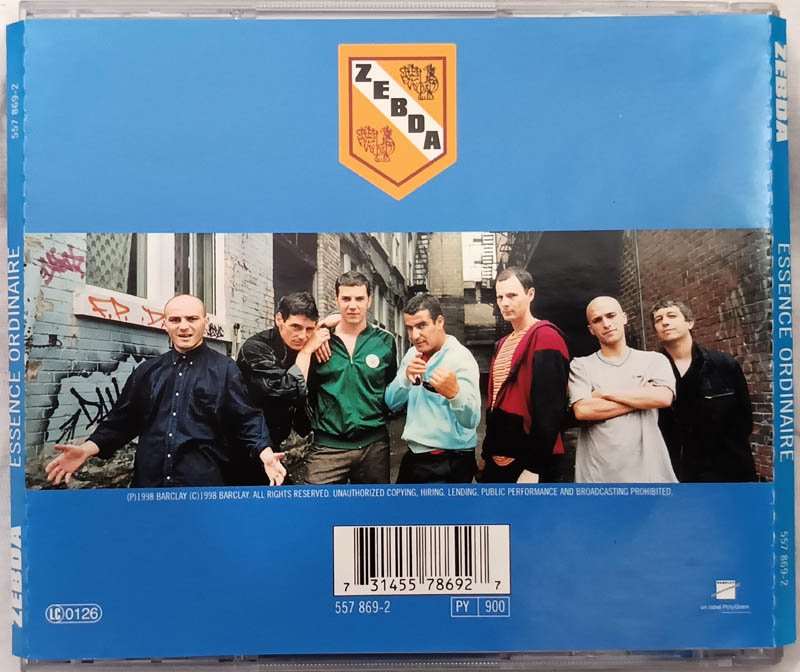 ZEBDA
557 869-2
ESSENCE ORDINAIRE
ZEBDA
ZEBDA
ESSENCE ORDINAIRE
557 869-2
(P)1998 BARCLAY (C)1998 BARCLAY. ALL RIGHTS RESERVED. UNAUTHORIZED COPYING, HIRING, LENDING, PUBLIC PERFORMANCE AND BROADCASTING PROHIBITED.
7 31455 78692 7
557 869-2
PY 900
LC 0126
BARCLAY
un label PolyGram